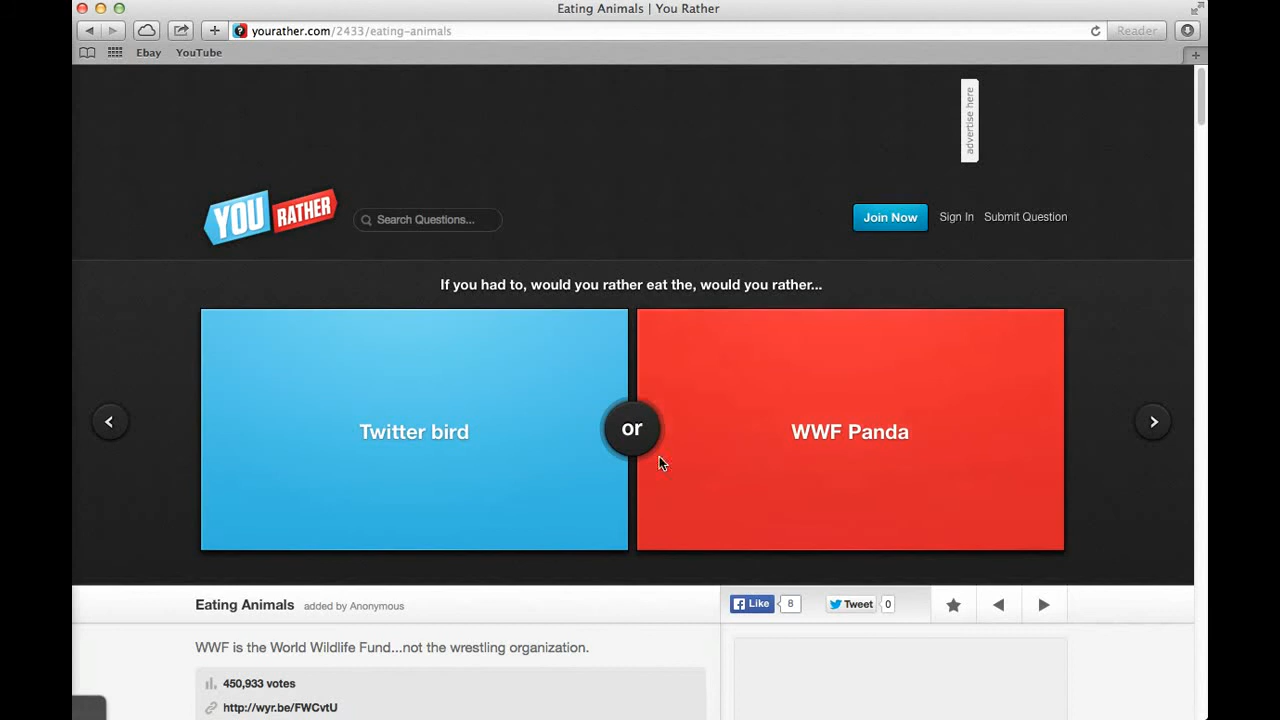 Eating Animals | You Rather
yourather.com/2433/eating-animals
Reader
Ebay
YouTube
advertise here
YOU RATHER
Search Questions...
Join Now
Sign In
Submit Question
If you had to, would you rather eat the, would you rather...
Twitter bird
or
WWF Panda
Eating Animals added by Anonymous
Like 8
Tweet 0
WWF is the World Wildlife Fund...not the wrestling organization.
450,933 votes
http://wyr.be/FWCvtU